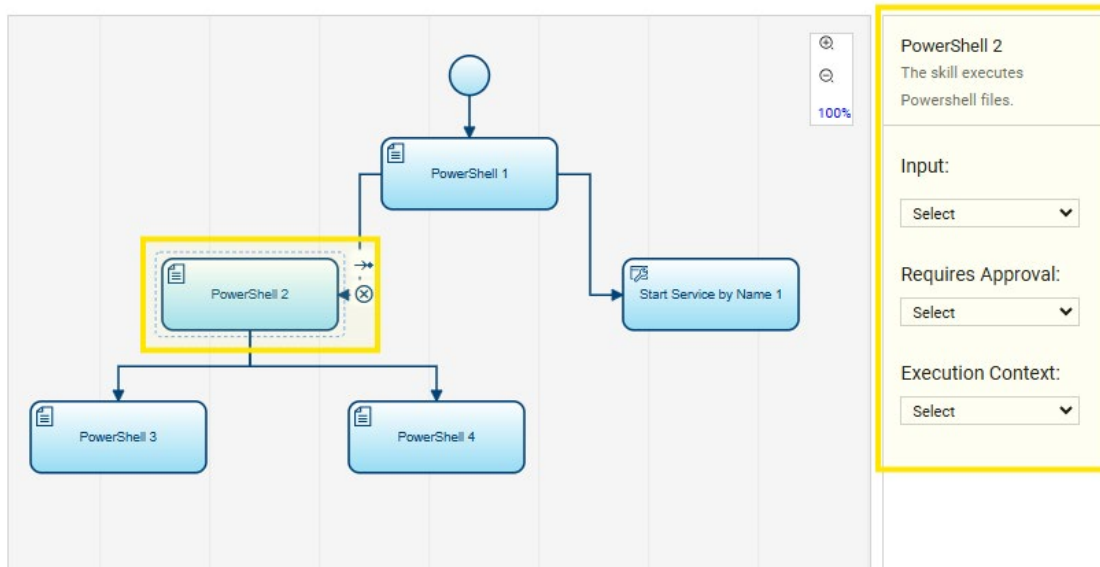 PowerShell 2
The skill executes
Powershell files.
100%
PowerShell 1
Input:
Select
Requires Approval:
PowerShell 2
Start Service by Name 1
Select
Execution Context:
Select
PowerShell 3
PowerShell 4